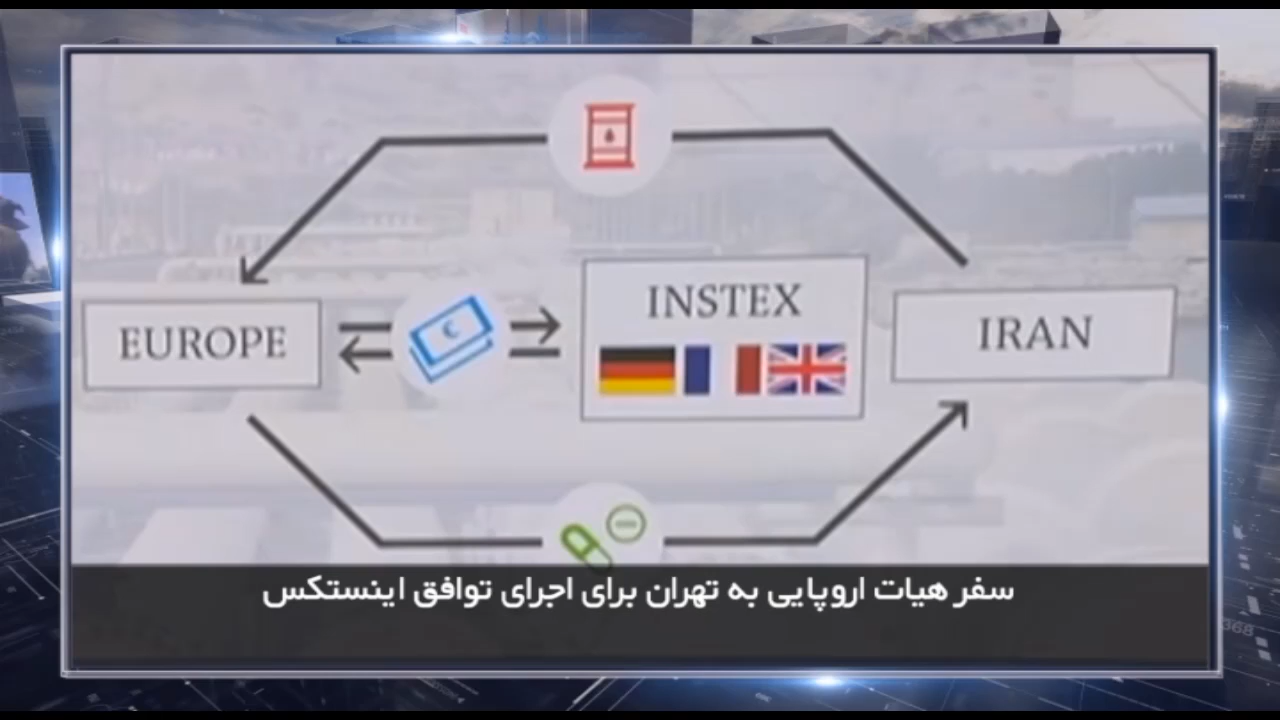 EUROPE
INSTEX
IRAN
سفر هیات اروپایی به تهران برای اجرای توافق اینستکس